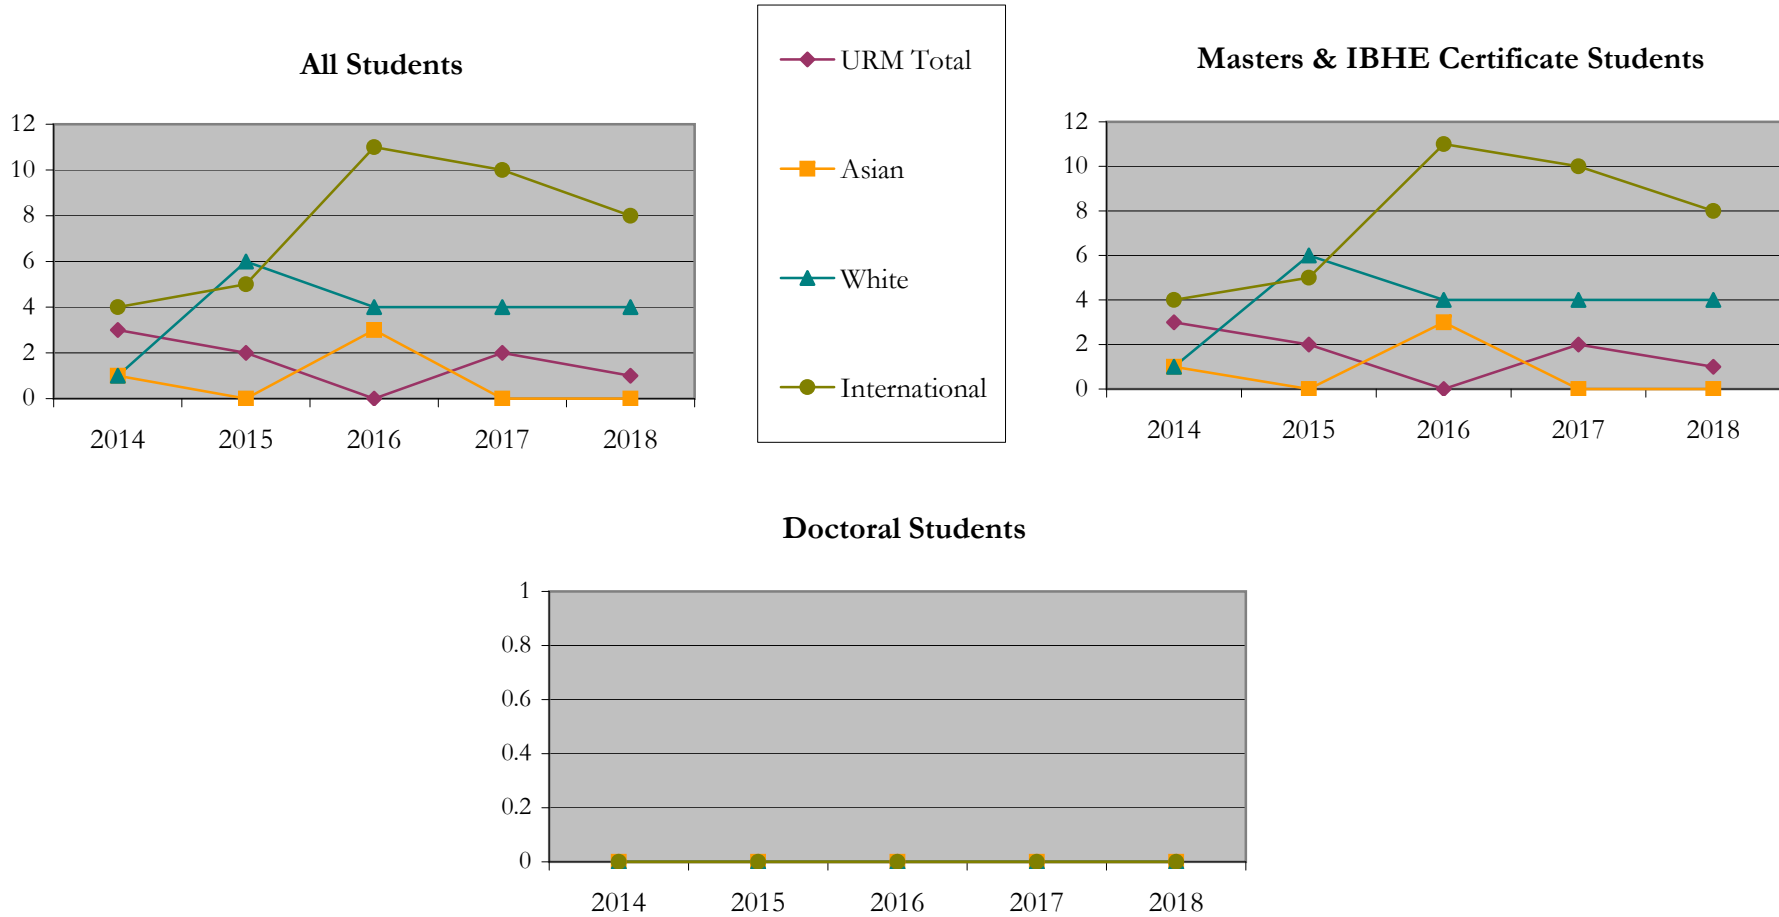 All Students
12
10
8
6
4
2
0
2014 2015 2016 2017 2018
URM Total
Asian
White
International
Masters & IBHE Certificate Students
12
10
8
6
4
2
0
2014 2015 2016 2017 2018
Doctoral Students
1
0.8
0.6
0.4
0.2
0
2014 2015 2016 2017 2018